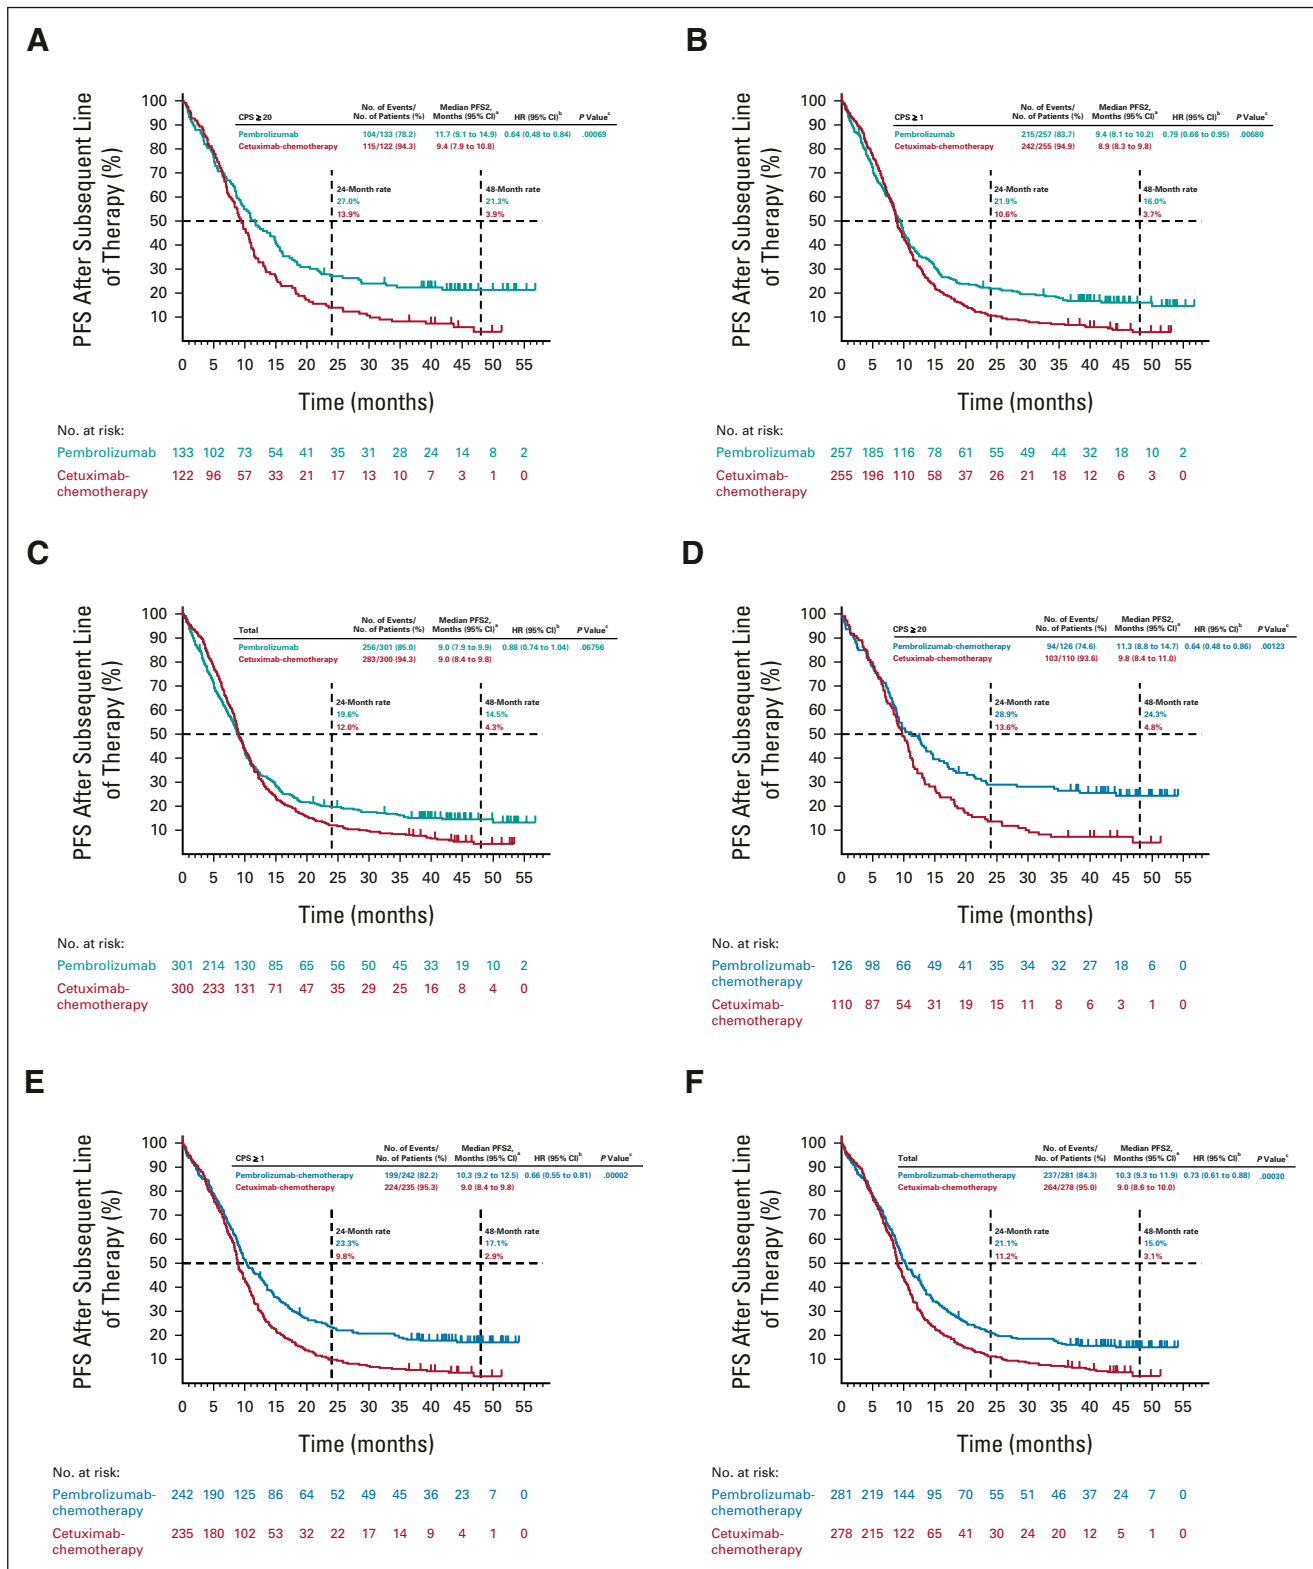 A
PFS After Subsequent Line
of Therapy (%)
100
90
80
70
60
50
40
30
20
10
CPS ≥ 20
No. of Events/
No. of Patients (%)
Median PFS2,
Months (95% CI)a
HR (95% CI)b
P Valuec
Pembrolizumab 104/133 (78.2) 11.7 (9.1 to 14.9) 0.64 (0.48 to 0.84) .00069
Cetuximab-chemotherapy 115/122 (94.3) 9.4 (7.9 to 10.8)
24-Month rate
27.0%
13.9%
48-Month rate
21.3%
3.9%
0 5 10 15 20 25 30 35 40 45 50 55
Time (months)
No. at risk:
Pembrolizumab 133 102 73 54 41 35 31 28 24 14 8 2
Cetuximab- 122 96 57 33 21 17 13 10 7 3 1 0
chemotherapy
B
PFS After Subsequent Line
of Therapy (%)
100
90
80
70
60
50
40
30
20
10
CPS ≥ 1
No. of Events/
No. of Patients (%)
Median PFS2,
Months (95% CI)a
HR (95% CI)b
P Valuec
Pembrolizumab 215/257 (83.7) 9.4 (8.1 to 10.2) 0.79 (0.66 to 0.95) .00680
Cetuximab-chemotherapy 242/255 (94.9) 8.9 (8.3 to 9.8)
24-Month rate
21.9%
10.6%
48-Month rate
16.0%
3.7%
0 5 10 15 20 25 30 35 40 45 50 55
Time (months)
No. at risk:
Pembrolizumab 257 185 116 78 61 55 49 44 32 18 10 2
Cetuximab- 255 196 110 58 37 26 21 18 12 6 3 0
chemotherapy
C
PFS After Subsequent Line
of Therapy (%)
100
90
80
70
60
50
40
30
20
10
Total
No. of Events/
No. of Patients (%)
Median PFS2,
Months (95% CI)a
HR (95% CI)b
P Valuec
Pembrolizumab 256/301 (85.0) 9.0 (7.9 to 9.9) 0.88 (0.74 to 1.04) .06756
Cetuximab-chemotherapy 283/300 (94.3) 9.0 (8.4 to 9.8)
24-Month rate
19.6%
12.0%
48-Month rate
14.5%
4.3%
0 5 10 15 20 25 30 35 40 45 50 55
Time (months)
No. at risk:
Pembrolizumab 301 214 130 85 65 56 50 45 33 19 10 2
Cetuximab- 300 233 131 71 47 35 29 25 16 8 4 0
chemotherapy
D
PFS After Subsequent Line
of Therapy (%)
100
90
80
70
60
50
40
30
20
10
CPS ≥ 20
No. of Events/
No. of Patients (%)
Median PFS2,
Months (95% CI)a
HR (95% CI)b
P Valuec
Pembrolizumab-chemotherapy 94/126 (74.6) 11.3 (8.8 to 14.7) 0.64 (0.48 to 0.86) .00123
Cetuximab-chemotherapy 103/110 (93.6) 9.8 (8.4 to 11.0)
24-Month rate
28.9%
13.6%
48-Month rate
24.3%
4.8%
0 5 10 15 20 25 30 35 40 45 50 55
Time (months)
No. at risk:
Pembrolizumab- 126 98 66 49 41 35 34 32 27 18 6 0
chemotherapy
Cetuximab- 110 87 54 31 19 15 11 8 6 3 1 0
chemotherapy
E
PFS After Subsequent Line
of Therapy (%)
100
90
80
70
60
50
40
30
20
10
CPS ≥ 1
No. of Events/
No. of Patients (%)
Median PFS2,
Months (95% CI)a
HR (95% CI)b
P Valuec
Pembrolizumab-chemotherapy 199/242 (82.2) 10.3 (9.2 to 12.5) 0.66 (0.55 to 0.81) .00002
Cetuximab-chemotherapy 224/235 (95.3) 9.0 (8.4 to 9.8)
24-Month rate
23.3%
9.8%
48-Month rate
17.1%
2.9%
0 5 10 15 20 25 30 35 40 45 50 55
Time (months)
No. at risk:
Pembrolizumab- 242 190 125 86 64 52 49 45 36 23 7 0
chemotherapy
Cetuximab- 235 180 102 53 32 22 17 14 9 4 1 0
chemotherapy
F
PFS After Subsequent Line
of Therapy (%)
100
90
80
70
60
50
40
30
20
10
Total
No. of Events/
No. of Patients (%)
Median PFS2,
Months (95% CI)a
HR (95% CI)b
P Valuec
Pembrolizumab-chemotherapy 237/281 (84.3) 10.3 (9.3 to 11.9) 0.73 (0.61 to 0.88) .00030
Cetuximab-chemotherapy 264/278 (95.0) 9.0 (8.6 to 10.0)
24-Month rate
21.1%
11.2%
48-Month rate
15.0%
3.1%
0 5 10 15 20 25 30 35 40 45 50 55
Time (months)
No. at risk:
Pembrolizumab- 281 219 144 95 70 55 51 46 37 24 7 0
chemotherapy
Cetuximab- 278 215 122 65 41 30 24 20 12 5 1 0
chemotherapy